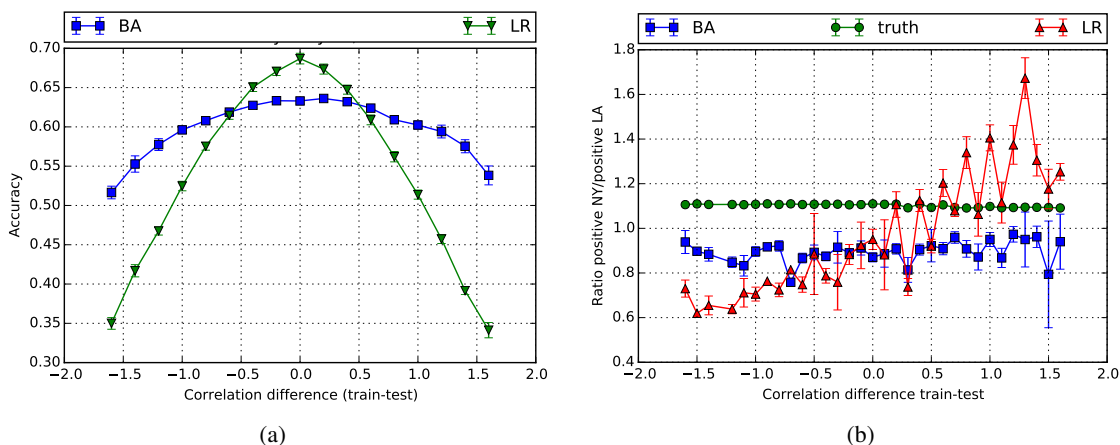 BA LR
0.70
0.65
0.60
0.55
0.50
0.45
0.40
0.35
0.30
Accuracy
−2.0 −1.5 −1.0 −0.5 0.0 0.5 1.0 1.5 2.0
Correlation difference (train-test)
(a)
BA truth LR
1.8
1.6
1.4
1.2
1.0
0.8
0.6
0.4
Ratio positive NY/positive LA
−2.0 −1.5 −1.0 −0.5 0.0 0.5 1.0 1.5 2.0
Correlation difference train-test
(b)